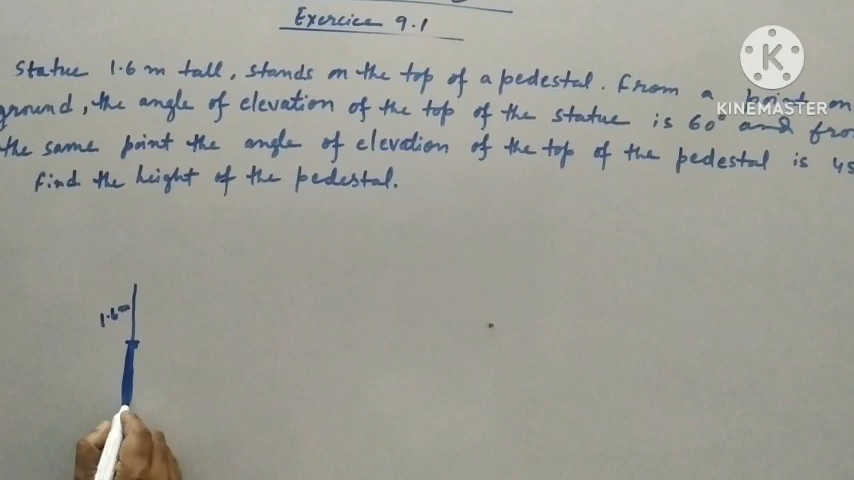 Exercice 9.1
Statue 1.6 m tall, stands on the top of a pedestal. From a point on
ground, the angle of elevation of the top of the statue is 60° and fro
the same point the angle of elevation of the top of the pedestal is 45
Find the height of the pedestal.
1.6m
K
KINEMASTER